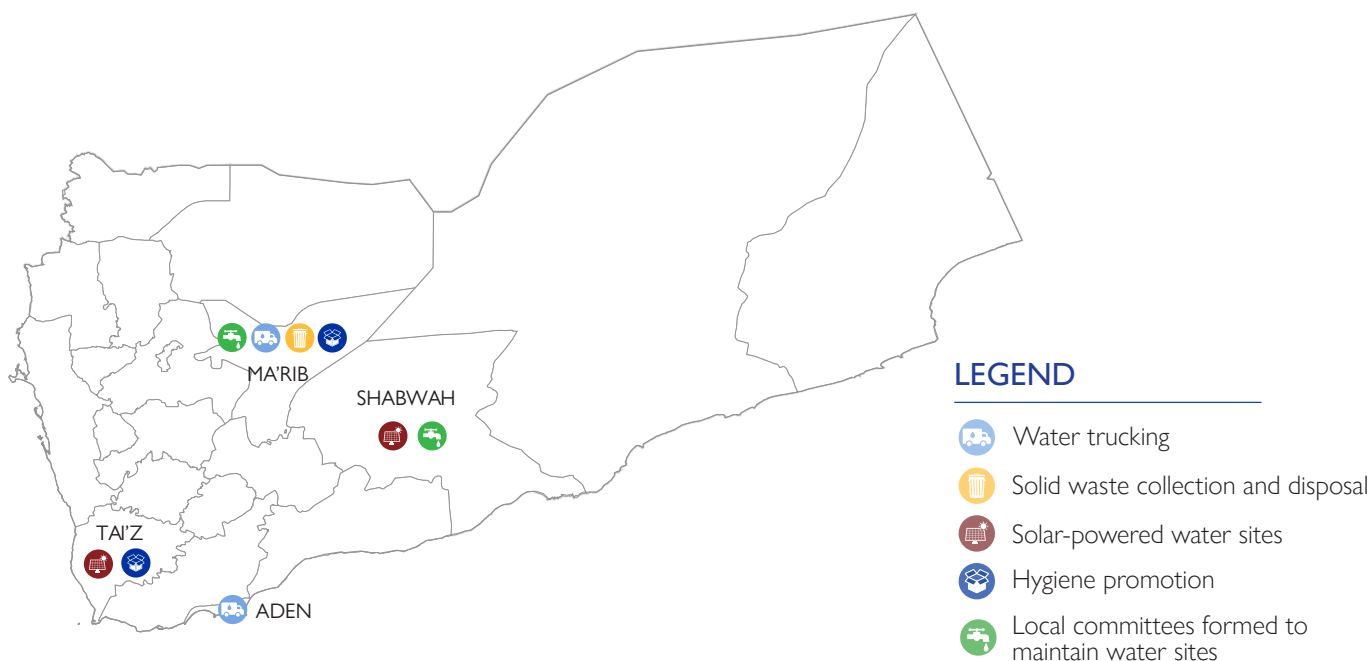 MA'RIB
SHABWAH
TAI'Z
ADEN
LEGEND
Water trucking
Solid waste collection and disposal
Solar-powered water sites
Hygiene promotion
Local committees formed to
maintain water sites